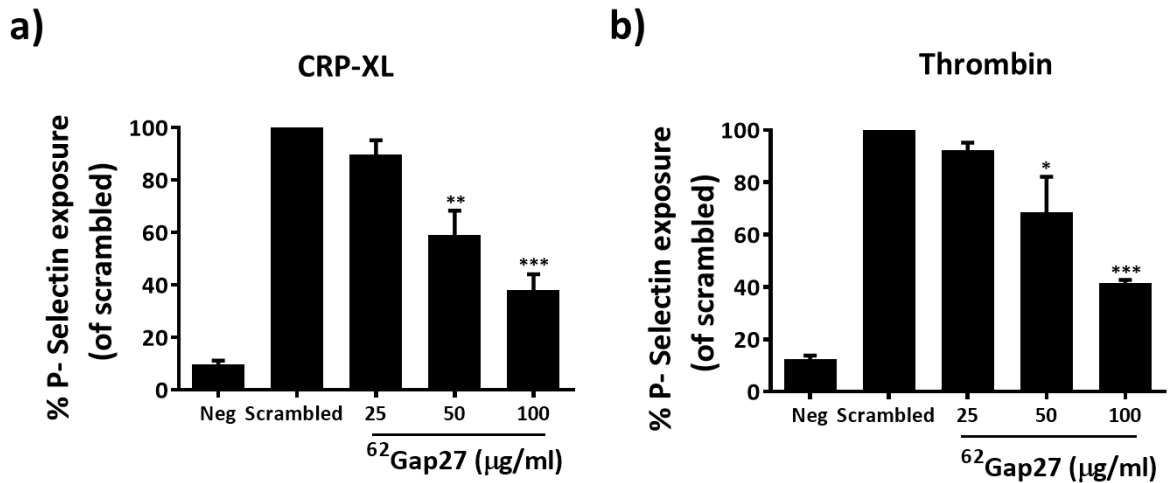 a)
CRP-XL
% P- Selectin exposure
(of scrambled)
100
80
60
40
20
0
**
***
Neg Scrambled 25 50 100
⁶²Gap27 (μg/ml)
b)
Thrombin
% P- Selectin exposure
(of scrambled)
100
80
60
40
20
0
*
***
Neg Scrambled 25 50 100
⁶²Gap27 (μg/ml)